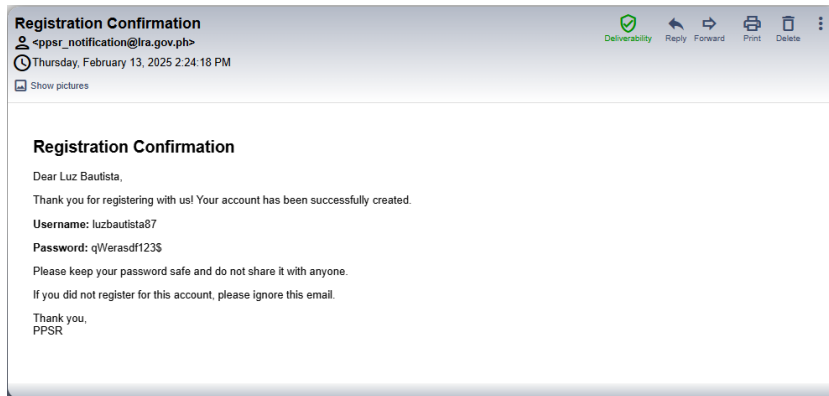 Registration Confirmation
<ppsr_notification@lra.gov.ph>
Thursday, February 13, 2025 2:24:18 PM
Show pictures
Deliverability Reply Forward Print Delete
Registration Confirmation
Dear Luz Bautista,
Thank you for registering with us! Your account has been successfully created.
Username: luzbautista87
Password: qWerasdf123$
Please keep your password safe and do not share it with anyone.
If you did not register for this account, please ignore this email.
Thank you,
PPSR